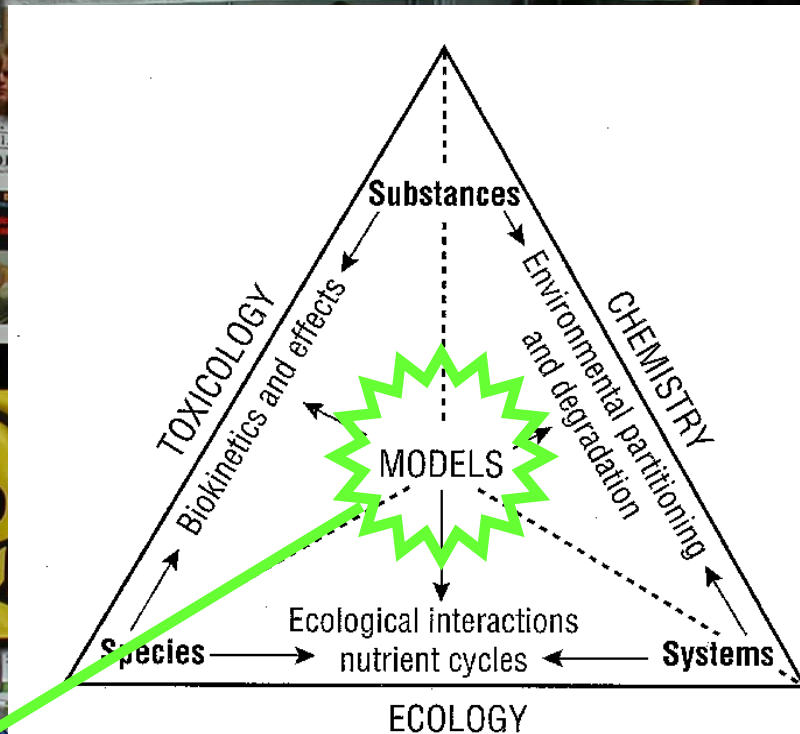 Substances
TOXICOLOGY
Biokinetics and effects
Environmental partitioning
and degradation
CHEMISTRY
MODELS
Ecological interactions
nutrient cycles
Species
Systems
ECOLOGY